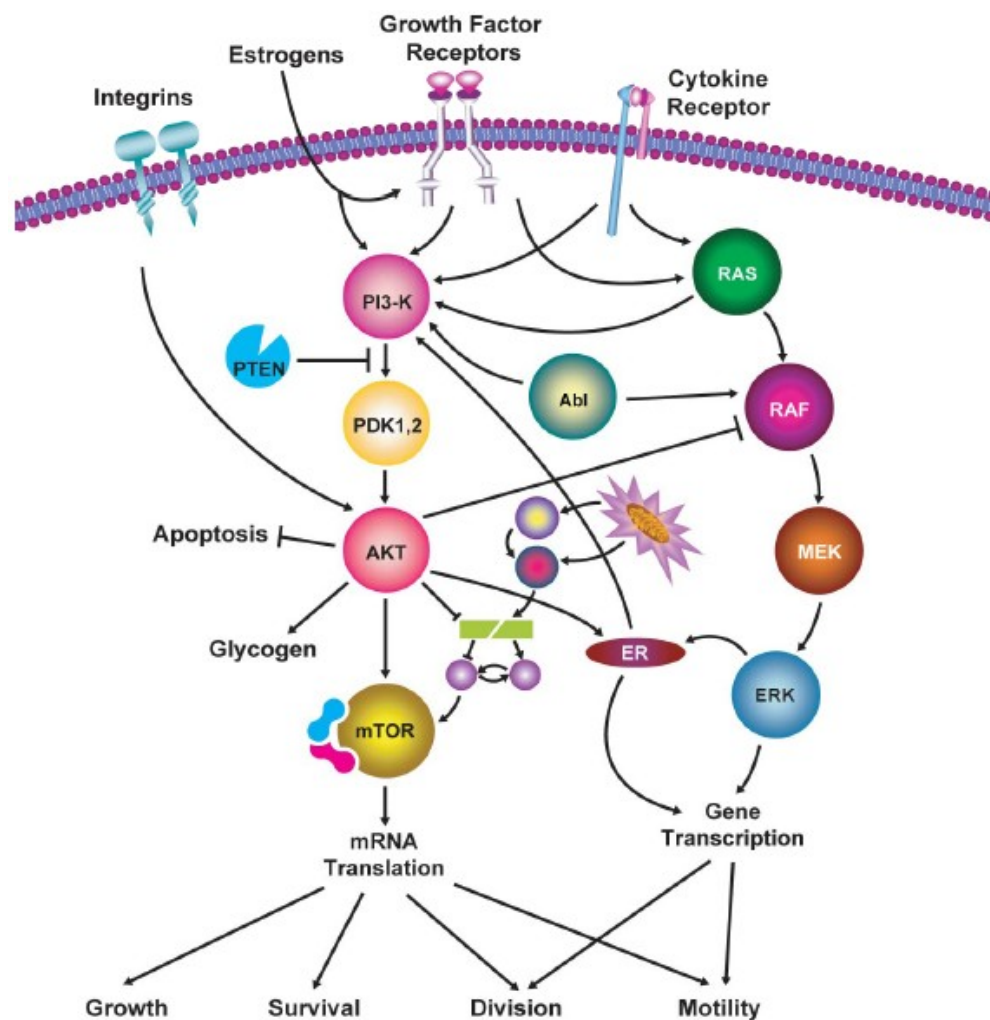 Growth Factor
Receptors
Estrogens
Cytokine
Receptor
Integrins
RAS
PI3-K
PTEN
Abl
RAF
PDK1,2
Apoptosis
AKT
MEK
Glycogen
ER
ERK
mTOR
Gene
Transcription
mRNA
Translation
Growth
Survival
Division
Motility